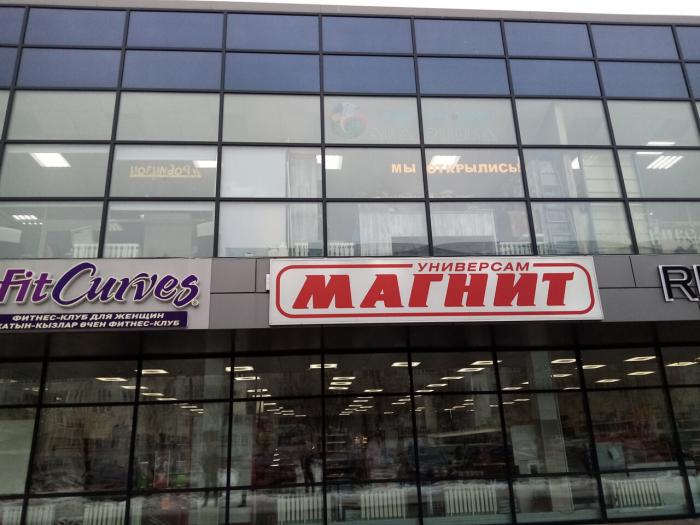 МЫ ОТКРЫЛИСЬ!
FitCurves
ФИТНЕС-КЛУБ ДЛЯ ЖЕНЩИН
ХАТЫН-КЫЗЛАР ӨЧЕН ФИТНЕС-КЛУБ
УНИВЕРСАМ
МАГНИТ